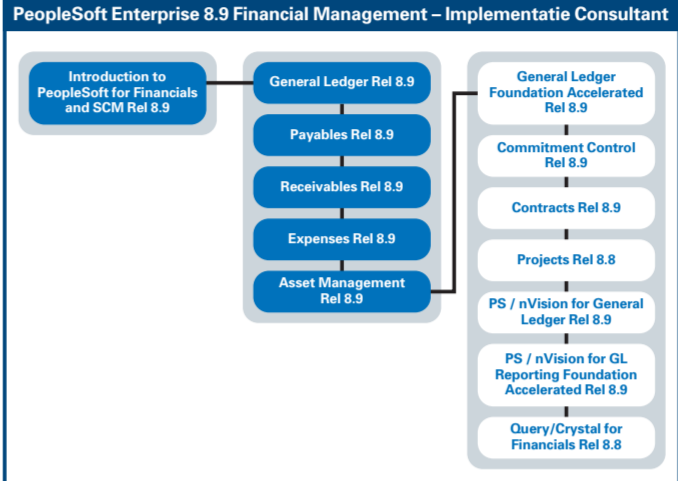 PeopleSoft Enterprise 8.9 Financial Management – Implementatie Consultant
Introduction to
PeopleSoft for Financials
and SCM Rel 8.9
General Ledger Rel 8.9
Payables Rel 8.9
Receivables Rel 8.9
Expenses Rel 8.9
Asset Management
Rel 8.9
General Ledger
Foundation Accelerated
Rel 8.9
Commitment Control
Rel 8.9
Contracts Rel 8.9
Projects Rel 8.8
PS / nVision for General
Ledger Rel 8.9
PS / nVision for GL
Reporting Foundation
Accelerated Rel 8.9
Query/Crystal for
Financials Rel 8.8